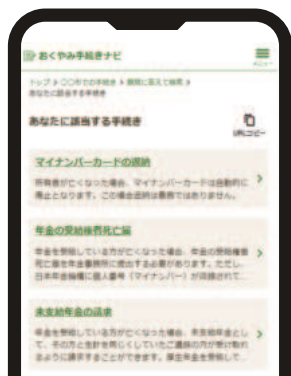 おくやみ手続きナビ
メニュー
トップ > 〇〇市での手続き > 質問に答えて検索 >
あなたに該当する手続き
あなたに該当する手続き
URLコピー
マイナンバーカードの返納
所有者が亡くなった場合、マイナンバーカードは自動的に
廃止となります。この場合返納は義務ではありません。
年金の受給権者死亡届
年金を受給している方が亡くなった場合、年金の受給権者死
亡届を年金事務所に提出する必要があります。ただし、
日本年金機構に個人番号（マイナンバー）が収録されて...
未支給年金の請求
年金を受給している方が亡くなった場合、未支給年金とし
て、その方と生計を同じくしていたご遺族の方が受け取れ
るように請求することができます。厚生年金を受給して...